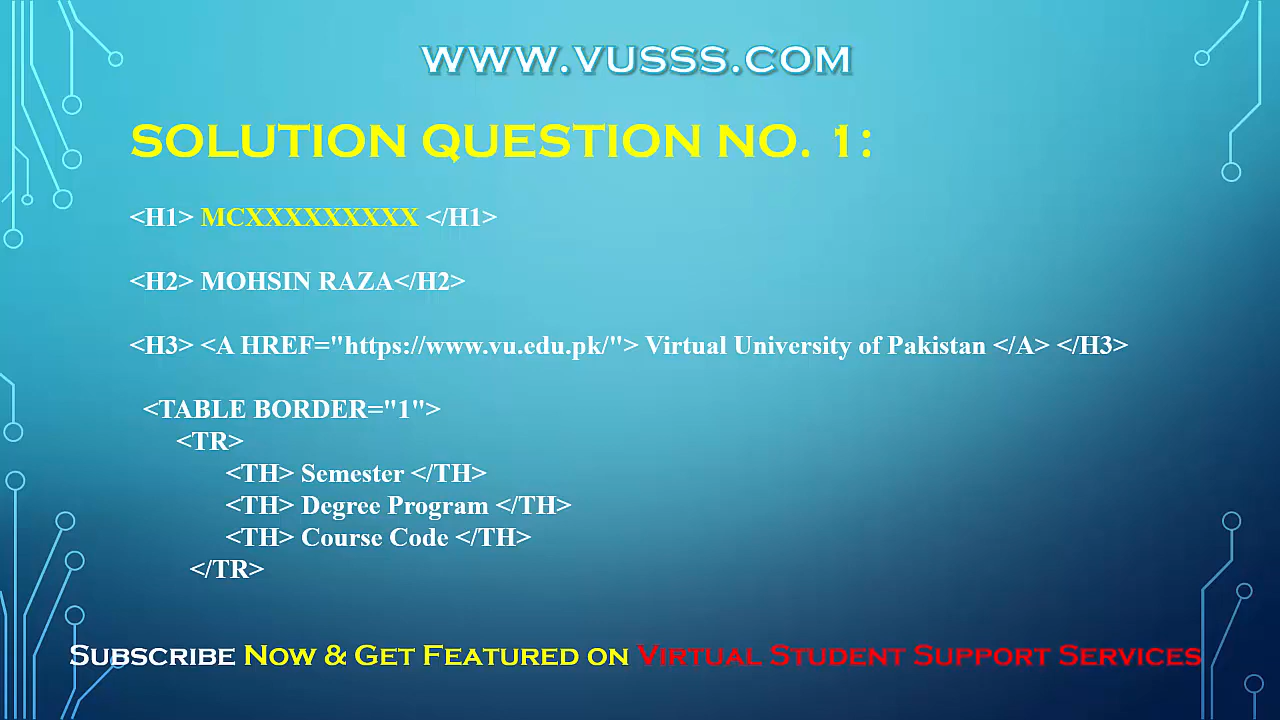 WWW.VUSSS.COM
SOLUTION QUESTION NO. 1:
<H1> MCXXXXXXXXX </H1>
<H2> MOHSIN RAZA</H2>
<H3> <A HREF="https://www.vu.edu.pk/"> Virtual University of Pakistan </A> </H3>
<TABLE BORDER="1">
<TR>
<TH> Semester </TH>
<TH> Degree Program </TH>
<TH> Course Code </TH>
</TR>
Subscribe Now & Get Featured on Virtual Student Support Services